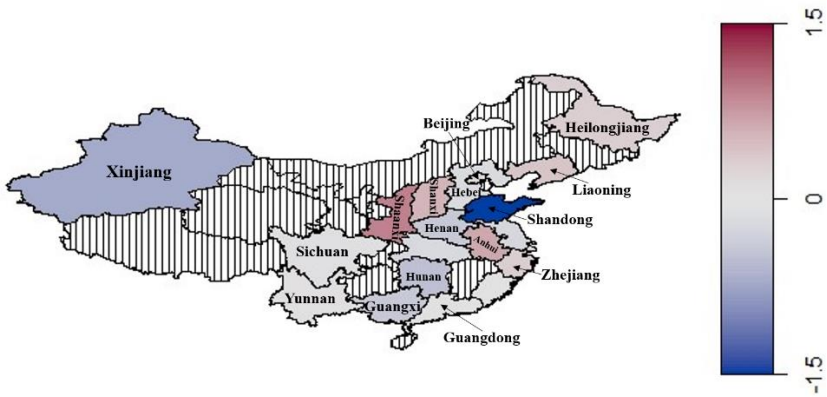 Beijing
Heilongjiang
Xinjiang
Shanxi
Hebei
Liaoning
Shaanxi
Shandong
Henan
Anhui
Sichuan
Zhejiang
Hunan
Yunnan
Guangxi
Guangdong
1.5
0
-1.5